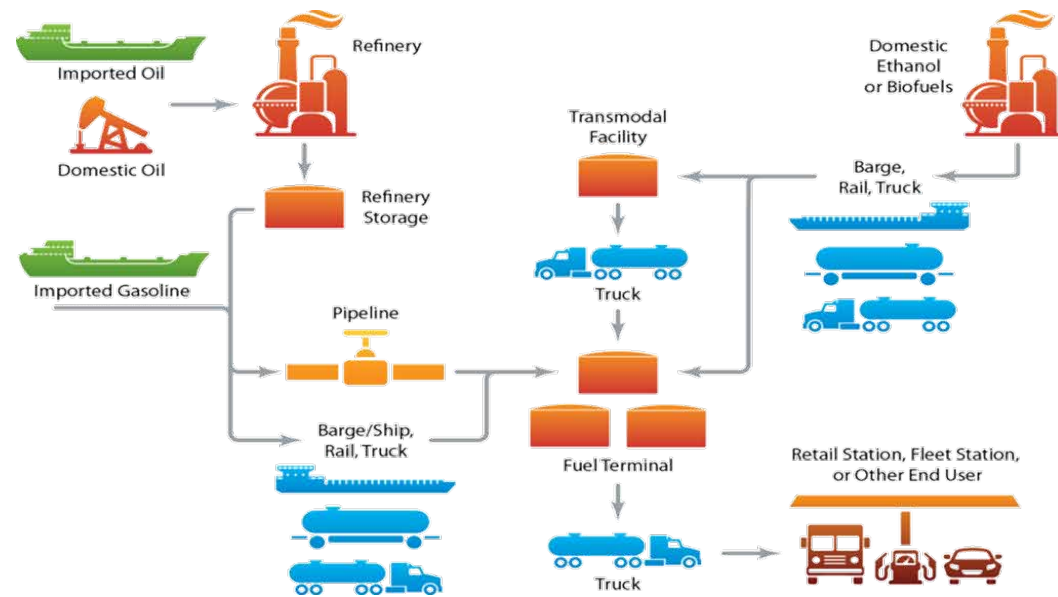 Imported Oil
Refinery
Domestic Oil
Refinery
Storage
Imported Gasoline
Pipeline
Barge/Ship,
Rail, Truck
Transmodal
Facility
Truck
Fuel Terminal
Truck
Domestic
Ethanol
or Biofuels
Barge,
Rail, Truck
Retail Station, Fleet Station,
or Other End User